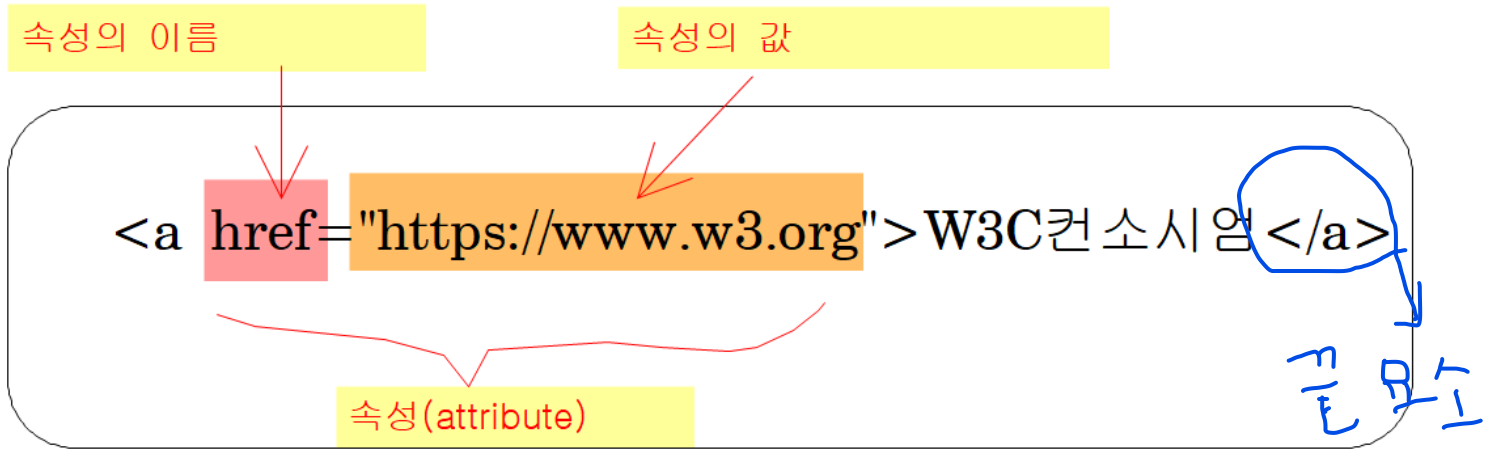 속성의 이름
속성의 값
<a href="https://www.w3.org">W3C컨소시엄</a>
속성(attribute)
끝 요소